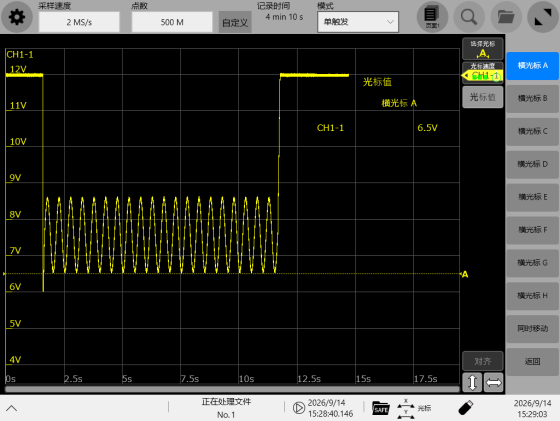 采样速度
2 MS/s
点数
500 M
自定义
记录时间
4 min 10 s
模式
单触发
选择光标
A
光标速度
CH1-1
光标值
横光标 A
横光标 B
横光标 C
横光标 D
横光标 E
横光标 F
横光标 G
横光标 H
同时移动
返回
CH1-1
12V
11V
10V
9V
8V
7V
6V
5V
4V
光标值
横光标 A
CH1-1 6.5V
A
0s 2.5s 5s 7.5s 10s 12.5s 15s 17.5s
对齐
正在处理文件
No. 1
2026/9/14
15:28:40.146
SAFE
X
Y
光标
2026/9/14
15:29:03